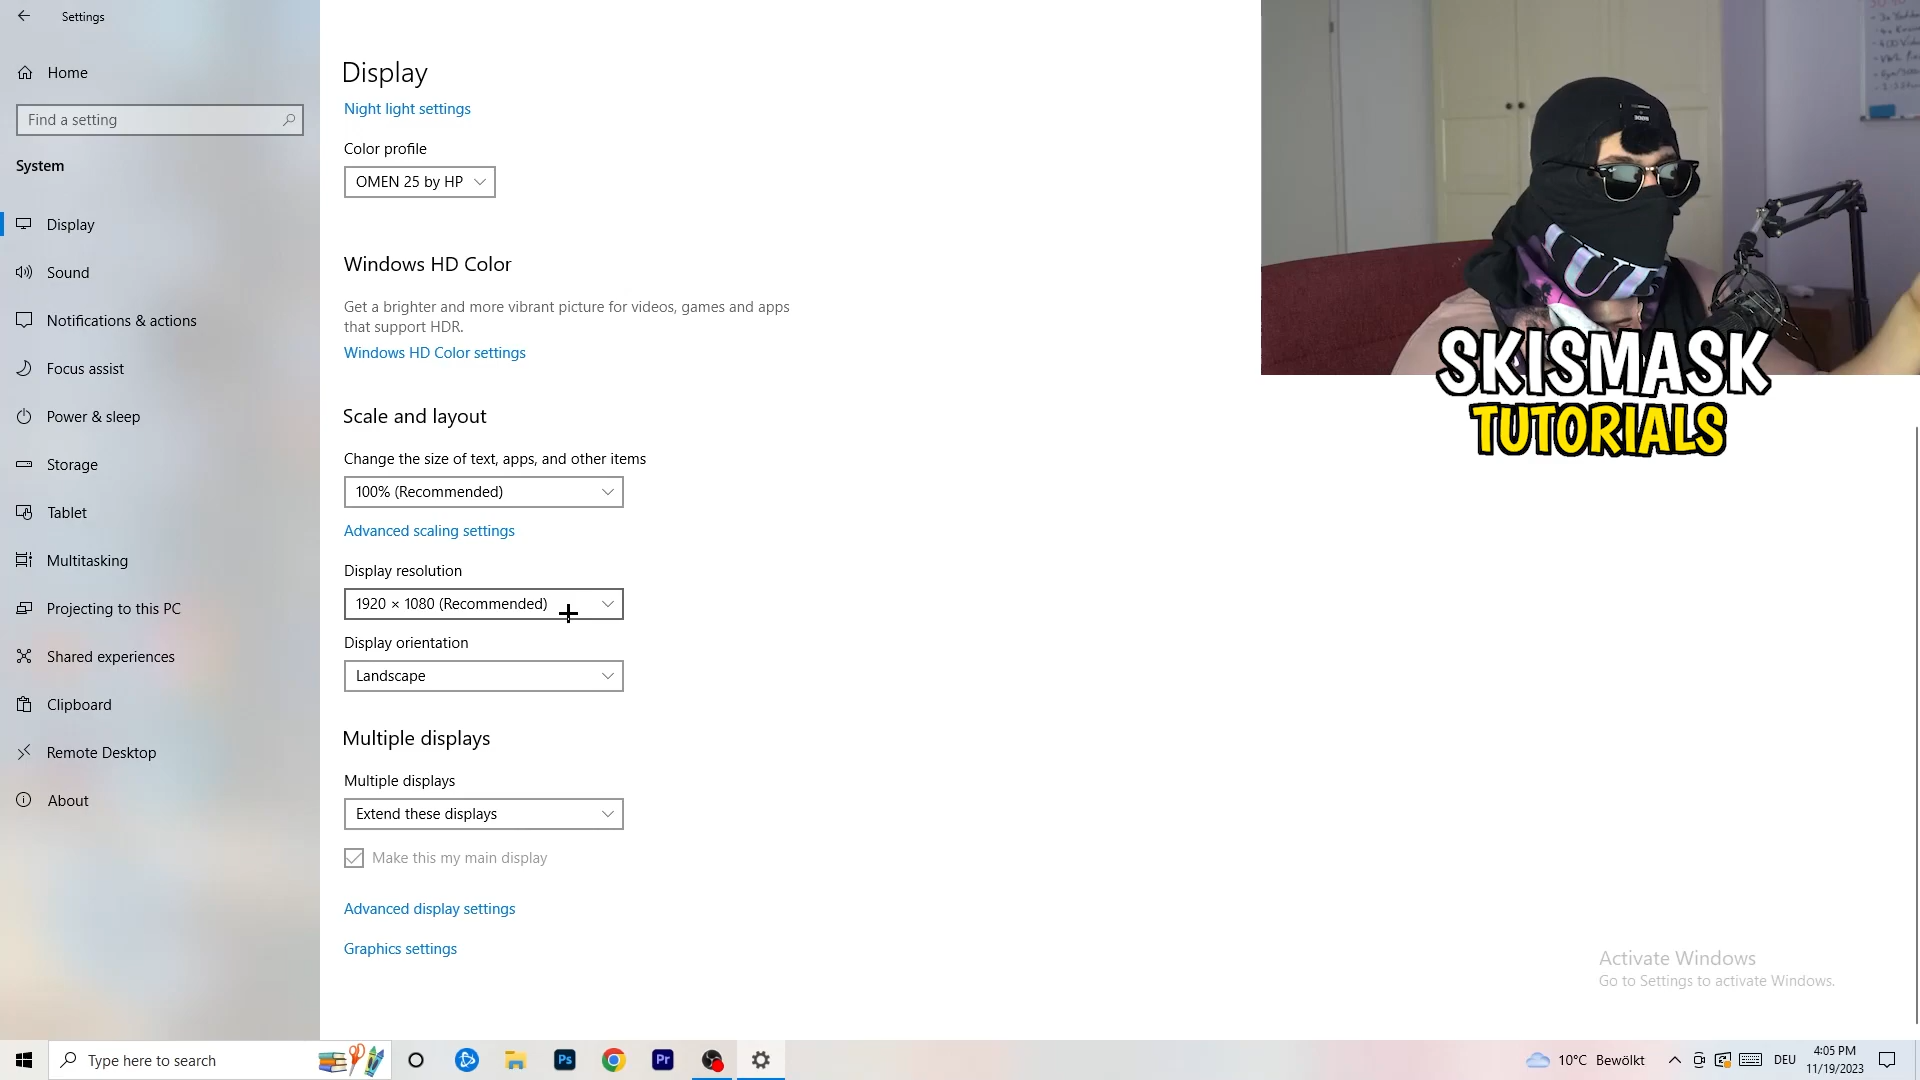 Settings
Home
Find a setting
System
Display
Sound
Notifications & actions
Focus assist
Power & sleep
Storage
Tablet
Multitasking
Projecting to this PC
Shared experiences
Clipboard
Remote Desktop
About
Display
Night light settings
Color profile
OMEN 25 by HP
Windows HD Color
Get a brighter and more vibrant picture for videos, games and apps
that support HDR.
Windows HD Color settings
Scale and layout
Change the size of text, apps, and other items
100% (Recommended)
Advanced scaling settings
Display resolution
1920 × 1080 (Recommended)
Display orientation
Landscape
Multiple displays
Multiple displays
Extend these displays
Make this my main display
Advanced display settings
Graphics settings
SKISMASK
TUTORIALS
Activate Windows
Go to Settings to activate Windows.
Type here to search
Ps
Pr
10°C Bewölkt
DEU
4:05 PM
11/19/2023